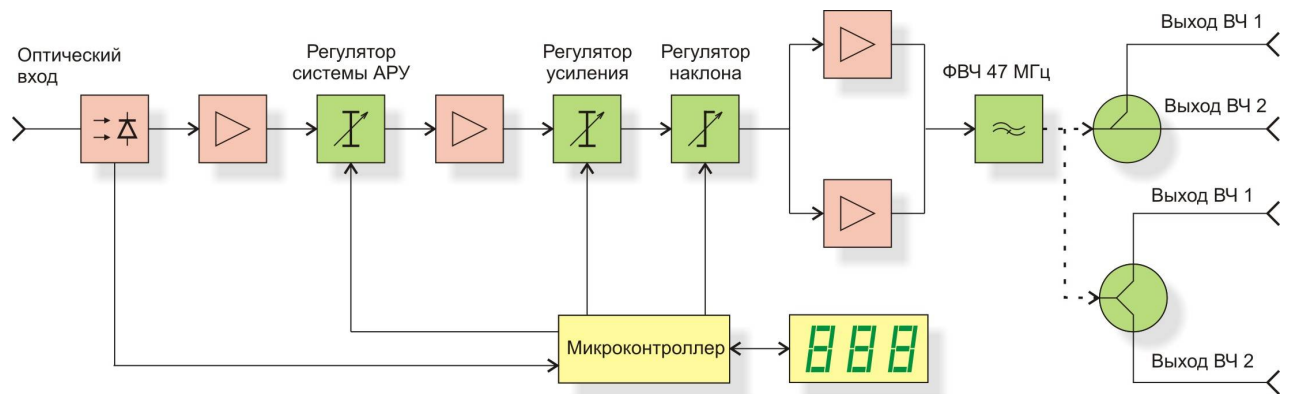 Оптический
вход
Регулятор
системы АРУ
Регулятор
усиления
Регулятор
наклона
ФВЧ 47 МГц
Выход ВЧ 1
Выход ВЧ 2
Выход ВЧ 1
Выход ВЧ 2
Микроконтроллер
888